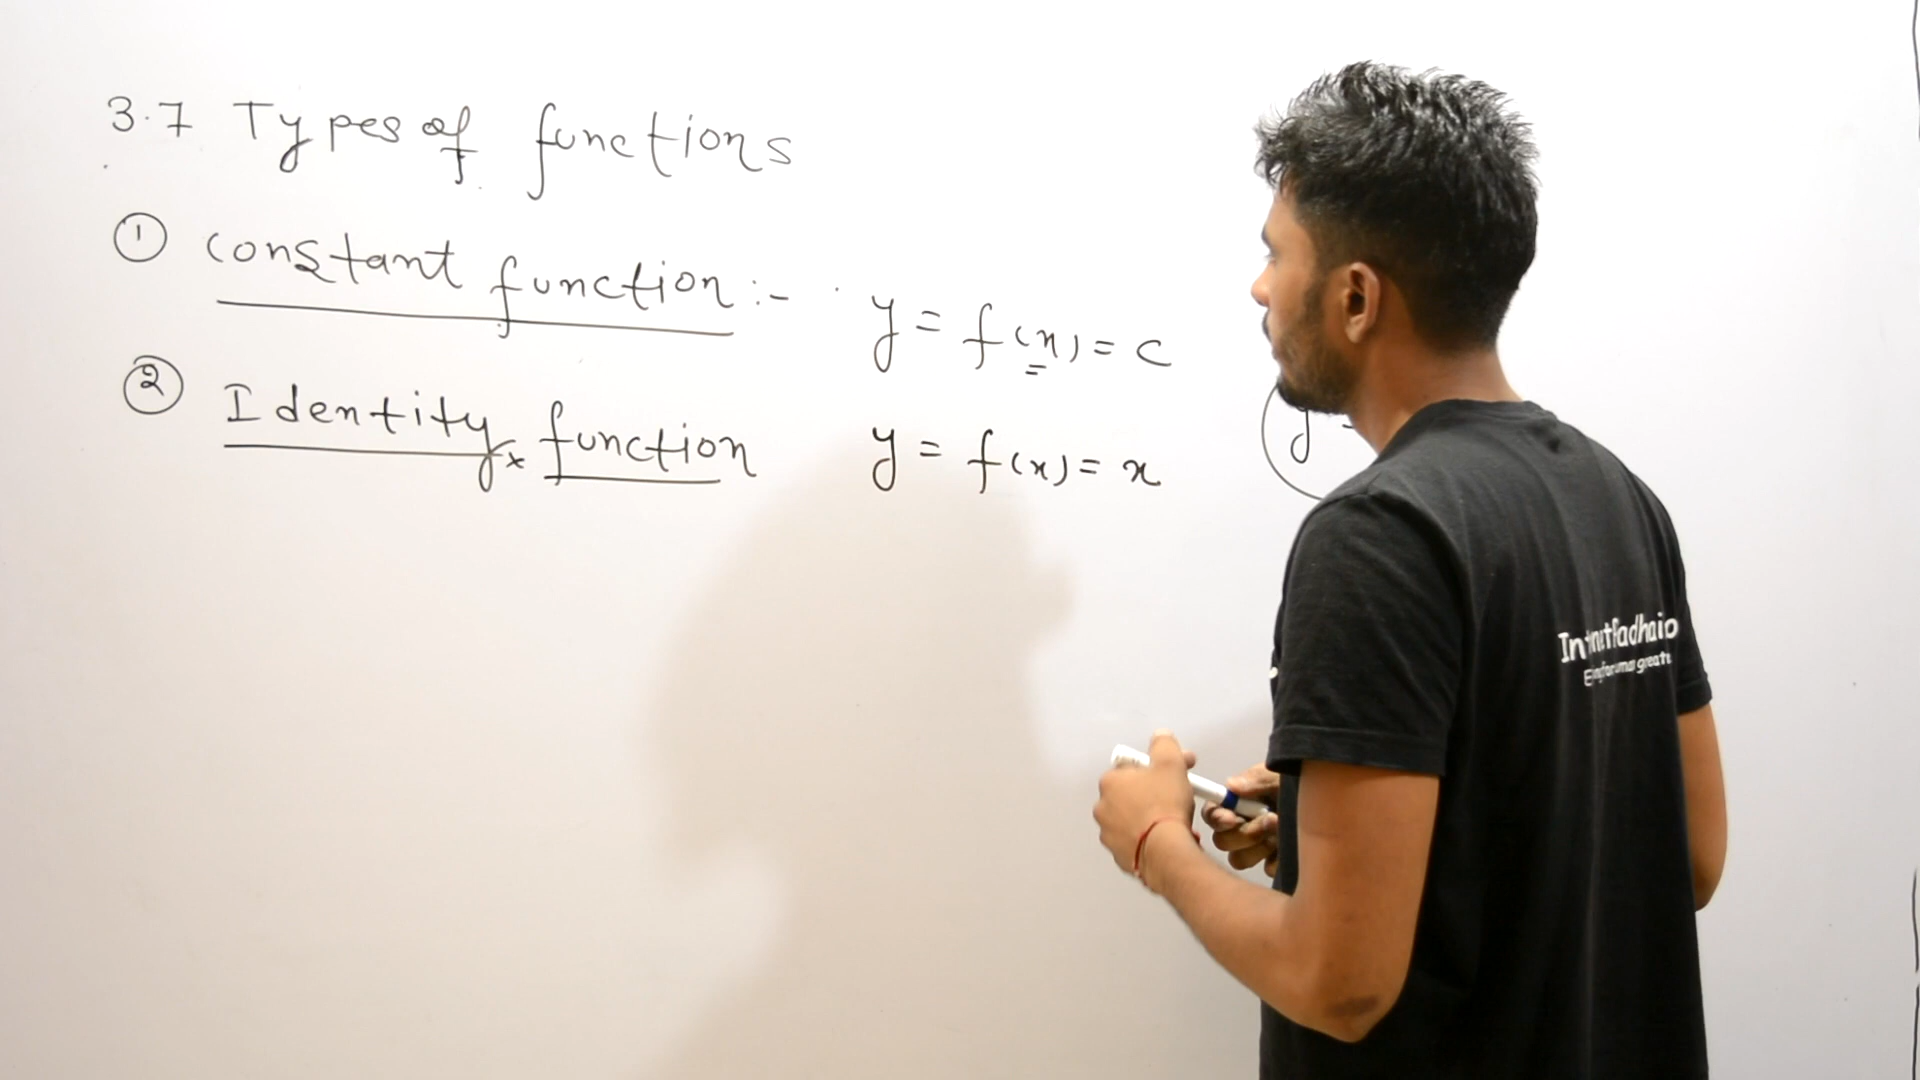 3.7 Types of functions
① constant function :- y = f(x) = c
② Identity function y = f(x) = x
y =